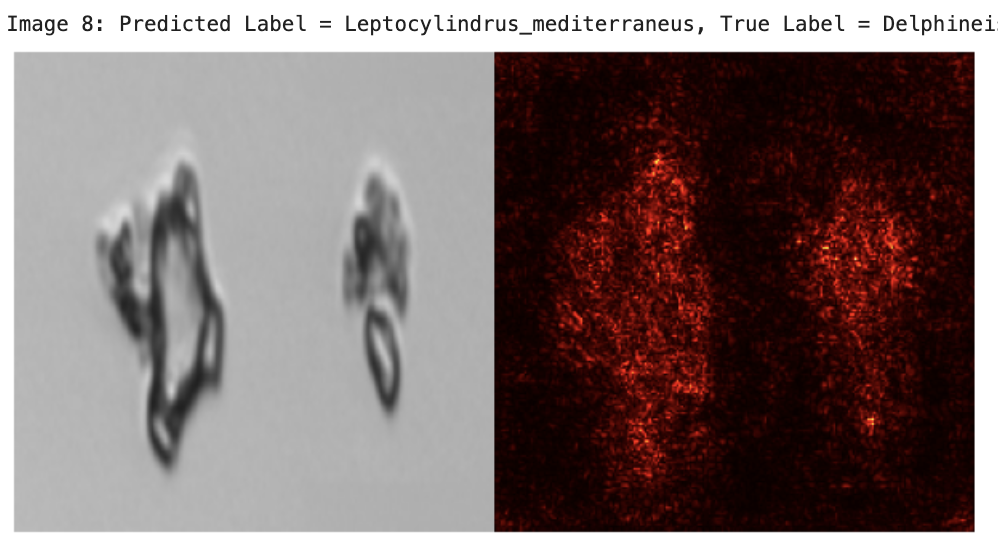 Image 8: Predicted Label = Leptocylindrus_mediterraneus, True Label = Delphineis